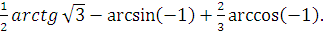 ½ arctg √3 − arcsin(−1) + ⅔ arccos(−1).